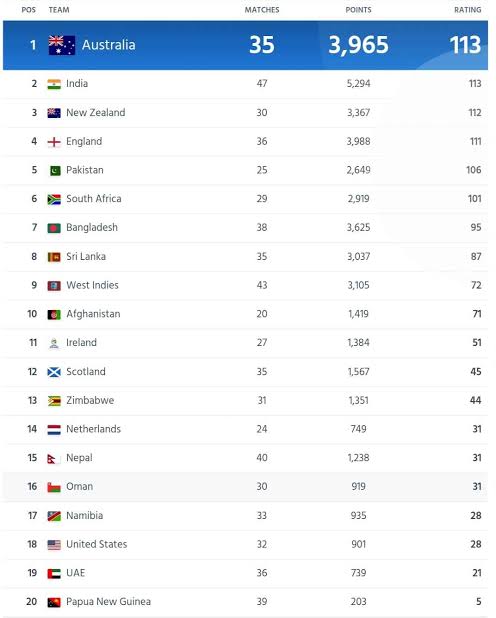 POS TEAM MATCHES POINTS RATING
1 Australia 35 3,965 113
2 India 47 5,294 113
3 New Zealand 30 3,367 112
4 England 36 3,988 111
5 Pakistan 25 2,649 106
6 South Africa 29 2,919 101
7 Bangladesh 38 3,625 95
8 Sri Lanka 35 3,037 87
9 West Indies 43 3,105 72
10 Afghanistan 20 1,419 71
11 Ireland 27 1,384 51
12 Scotland 35 1,567 45
13 Zimbabwe 31 1,351 44
14 Netherlands 24 749 31
15 Nepal 40 1,238 31
16 Oman 30 919 31
17 Namibia 33 935 28
18 United States 32 901 28
19 UAE 36 739 21
20 Papua New Guinea 39 203 5